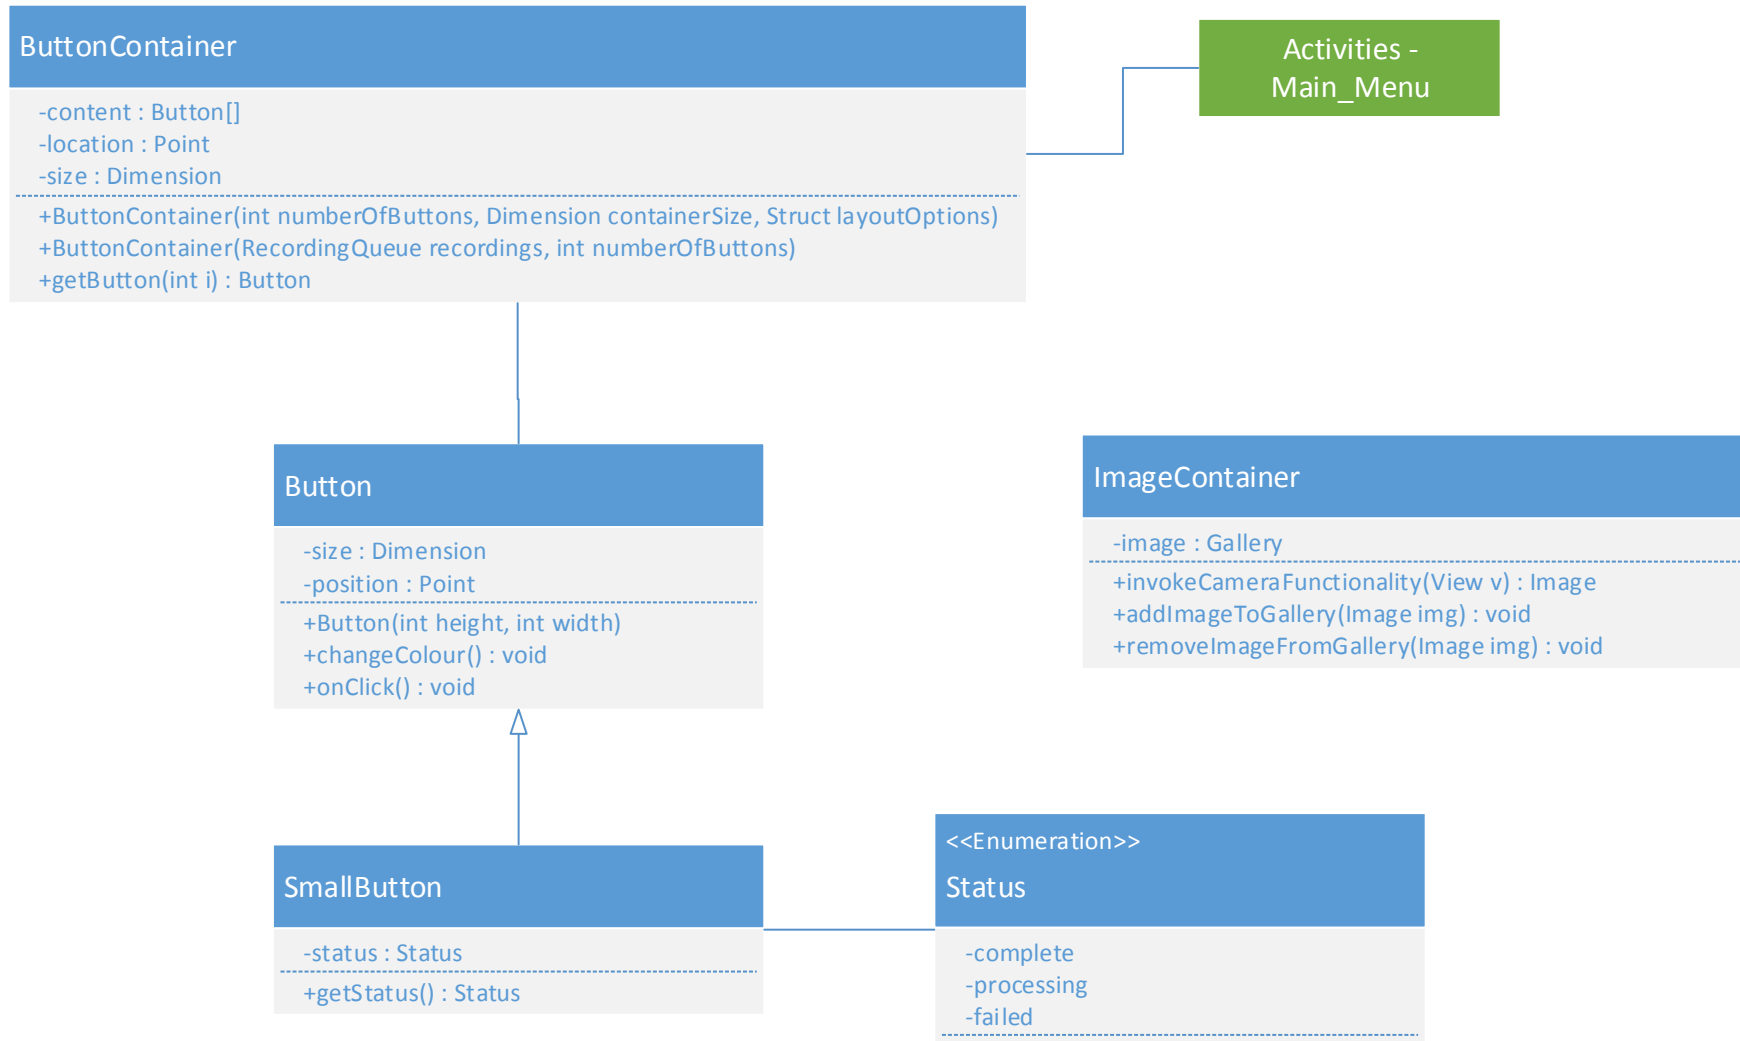 ButtonContainer
-content : Button[]
-location : Point
-size : Dimension
+ButtonContainer(int numberOfButtons, Dimension containerSize, Struct layoutOptions)
+ButtonContainer(RecordingQueue recordings, int numberOfButtons)
+getButton(int i) : Button
Activities -
Main_Menu
Button
-size : Dimension
-position : Point
+Button(int height, int width)
+changeColour() : void
+onClick() : void
ImageContainer
-image : Gallery
+invokeCameraFunctionality(View v) : Image
+addImageToGallery(Image img) : void
+removeImageFromGallery(Image img) : void
SmallButton
-status : Status
+getStatus() : Status
<<Enumeration>>
Status
-complete
-processing
-failed